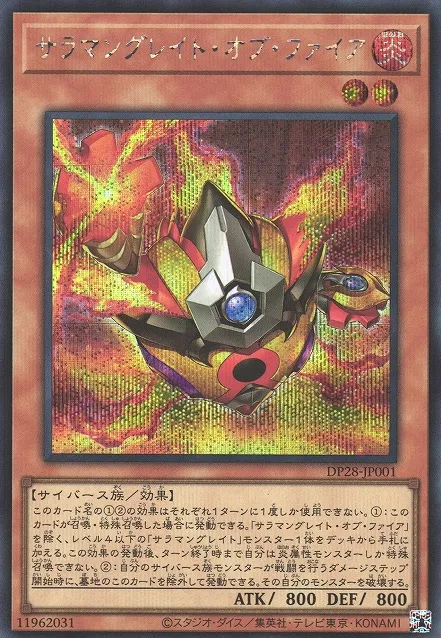 サラマングレイト・オブ・ファイア
炎
DP28-JP001
【サイバース族／効果】
このカード名の①②の効果はそれぞれ1ターンに1度しか使用できない。①：こ
のカードが召喚・特殊召喚した場合に発動できる。「サラマングレイト・オブ・ファイア」
を除く、レベル4以下の「サラマングレイト」モンスター1体をデッキから手札に
加える。この効果の発動後、ターン終了時まで自分は炎属性モンスターしか特殊
召喚できない。②：自分のサイバース族モンスターが戦闘を行うダメージステップ
開始時に、墓地のこのカードを除外して発動できる。その自分のモンスターを破壊する。
ATK/ 800 DEF/ 800
11962031
©スタジオ・ダイス/集英社・テレビ東京・KONAMI